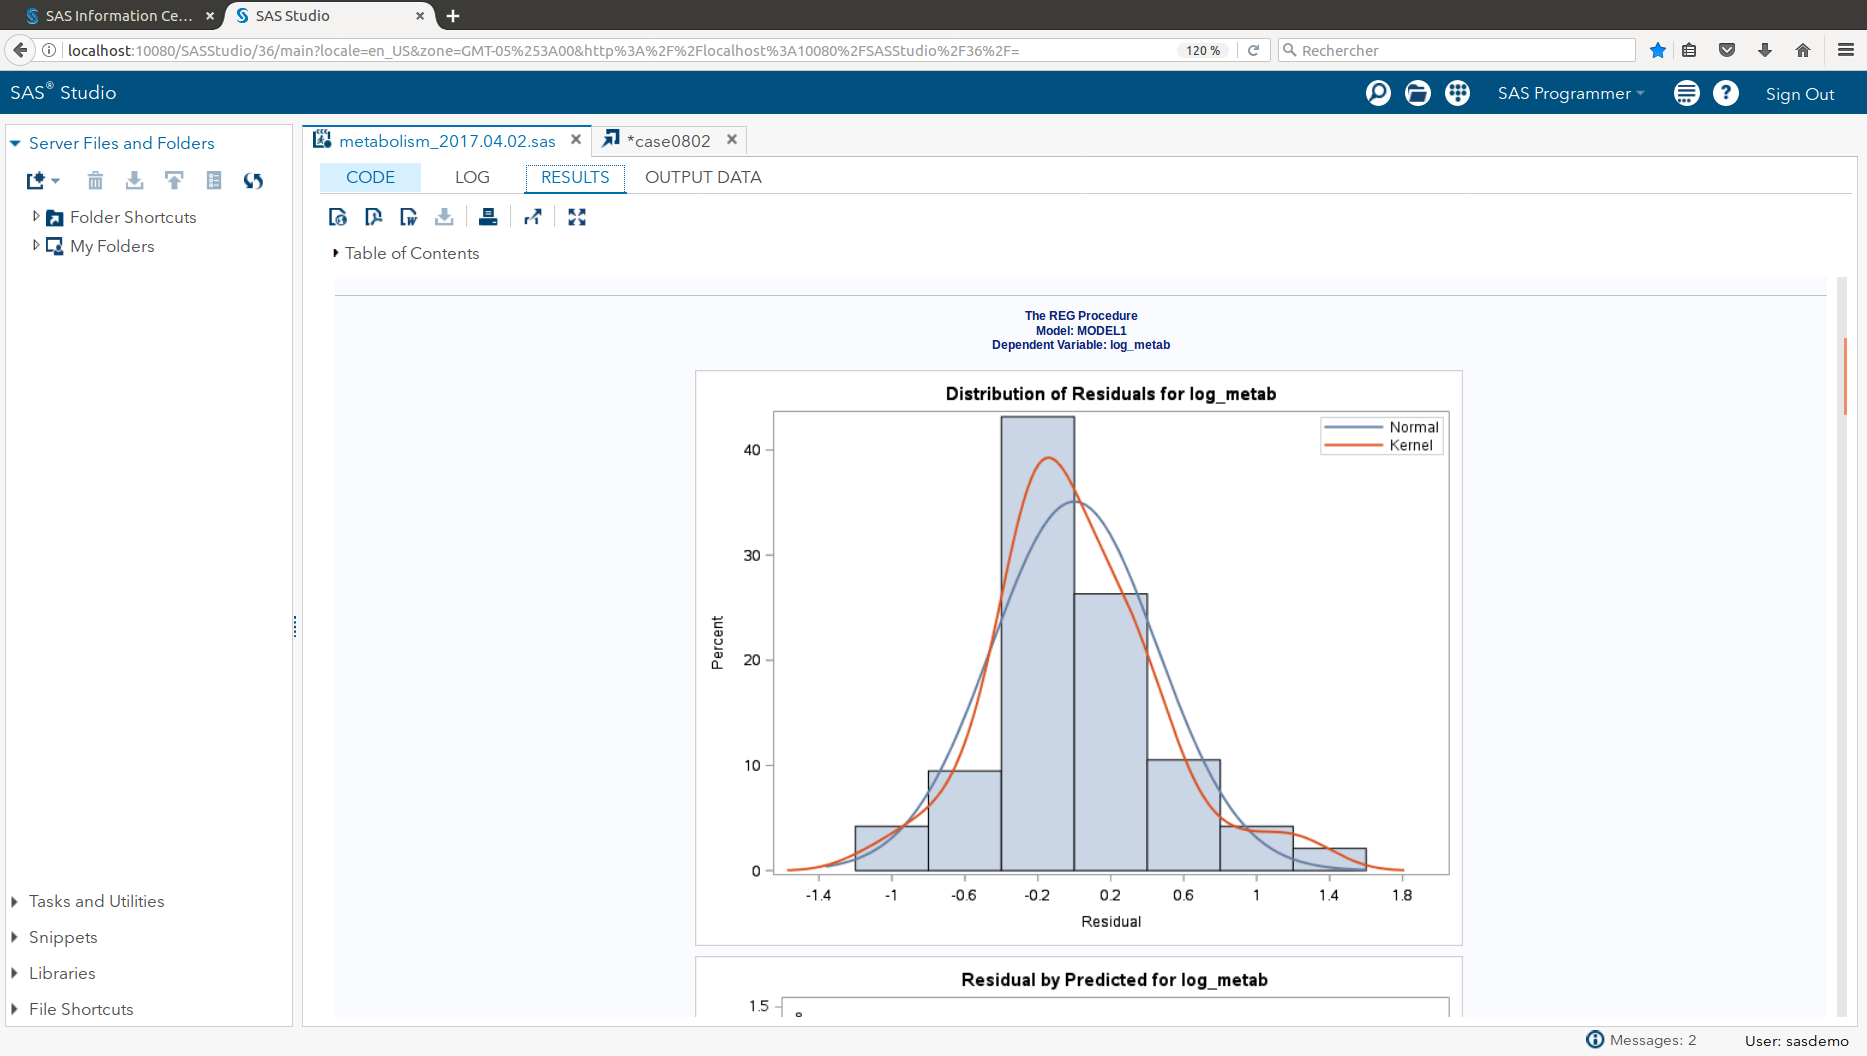 SAS Information Ce...
SAS Studio
localhost:10080/SASStudio/36/main?locale=en_US&zone=GMT-05%253A00&http%3A%2F%2Flocalhost%3A10080%2FSASStudio%2F36%2F=
120 %
Rechercher
SAS® Studio
SAS Programmer
Sign Out
Server Files and Folders
Folder Shortcuts
My Folders
Tasks and Utilities
Snippets
Libraries
File Shortcuts
metabolism_2017.04.02.sas
*case0802
CODE
LOG
RESULTS
OUTPUT DATA
Table of Contents
The REG Procedure
Model: MODEL1
Dependent Variable: log_metab
Distribution of Residuals for log_metab
Normal
Kernel
40
30
20
10
0
Percent
-1.4
-1
-0.6
-0.2
0.2
0.6
1
1.4
1.8
Residual
Residual by Predicted for log_metab
1.5
Messages: 2
User: sasdemo